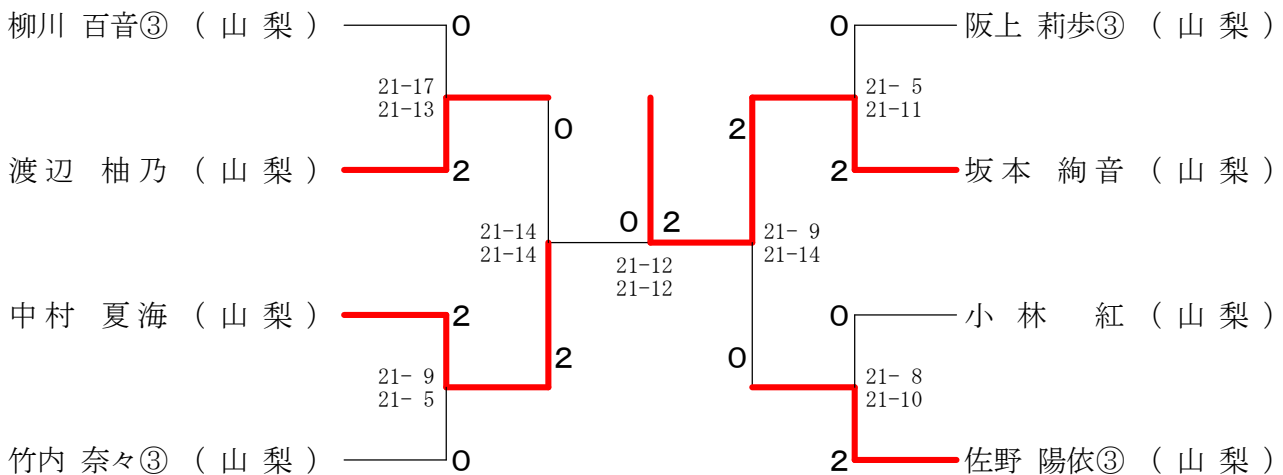 柳川 百音③ (山梨) 0 0 阪上 莉歩③ (山梨)
21-17 21- 5
21-13 21-11
0 2
渡辺 柚乃 (山梨) 2 2 坂本 絢音 (山梨)
0 2
21-14 21- 9
21-14 21-14
21-12
21-12
中村 夏海 (山梨) 2 0 小林 紅 (山梨)
2 0
21- 9 21- 8
21- 5 21-10
竹内 奈々③ (山梨) 0 2 佐野 陽依③ (山梨)